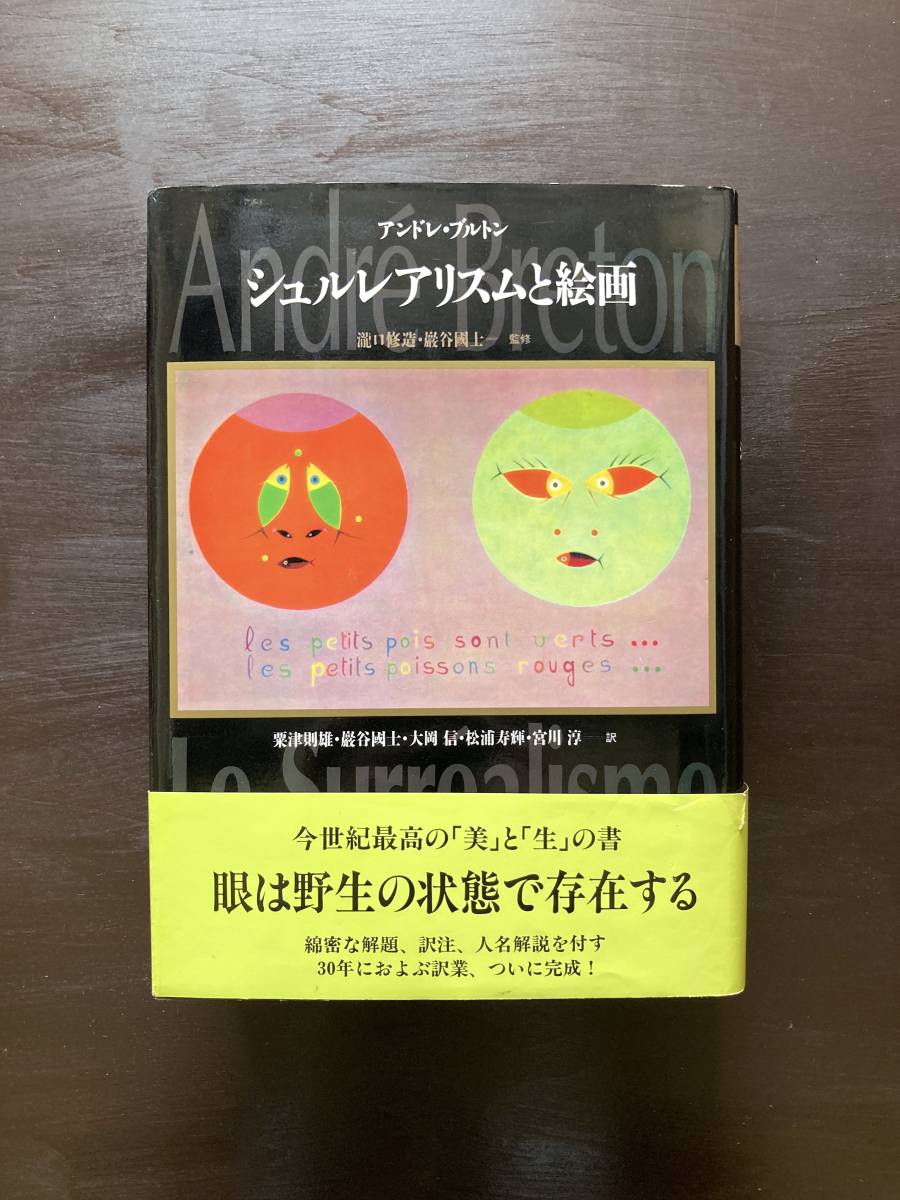 André Breton
アンドレ・ブルトン
シュルレアリスムと絵画
瀧口修造・巖谷國士―監修
les petits pois sont verts ...
les petits poissons rouges ...
粟津則雄・巖谷國士・大岡 信・松浦寿輝・宮川 淳―訳
Le Surréalisme
今世紀最高の「美」と「生」の書
眼は野生の状態で存在する
綿密な解題、訳注、人名解説を付す
30年におよぶ訳業、ついに完成！